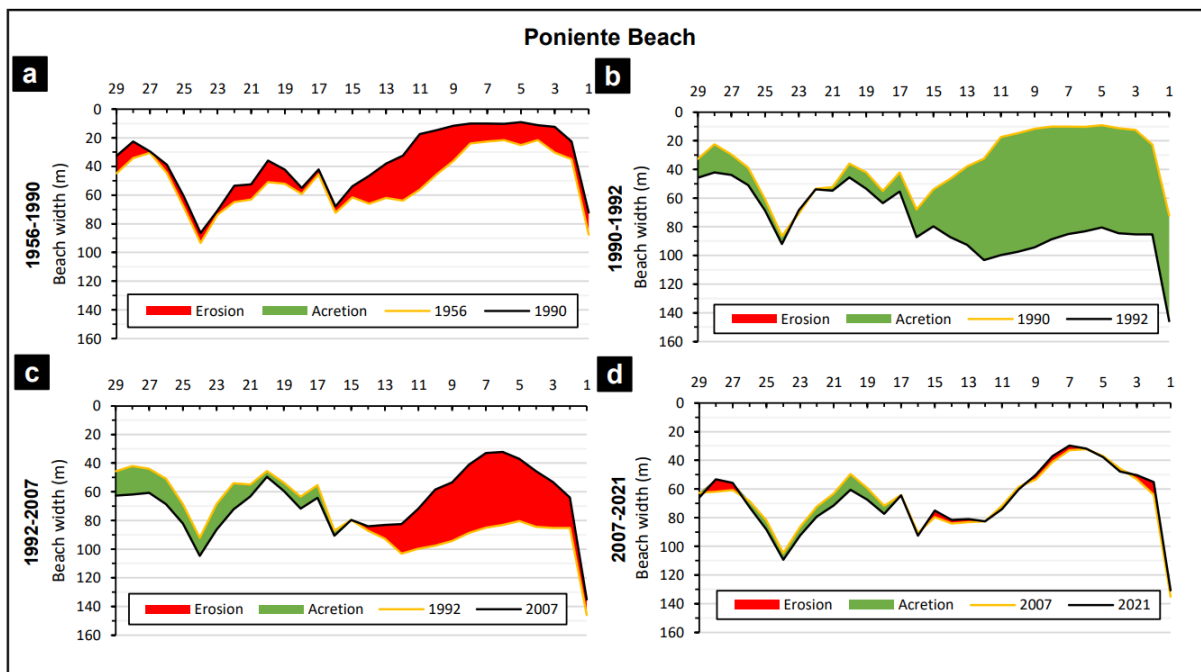 Poniente Beach
a
29 27 25 23 21 19 17 15 13 11 9 7 5 3 1
0
20
40
60
80
100
120
140
160
Beach width (m)
1956-1990
Erosion Acretion 1956 1990
b
29 27 25 23 21 19 17 15 13 11 9 7 5 3 1
0
20
40
60
80
100
120
140
160
Beach width (m)
1990-1992
Erosion Acretion 1990 1992
c
29 27 25 23 21 19 17 15 13 11 9 7 5 3 1
0
20
40
60
80
100
120
140
160
Beach width (m)
1992-2007
Erosion Acretion 1992 2007
d
29 27 25 23 21 19 17 15 13 11 9 7 5 3 1
0
20
40
60
80
100
120
140
160
Beach width (m)
2007-2021
Erosion Acretion 2007 2021